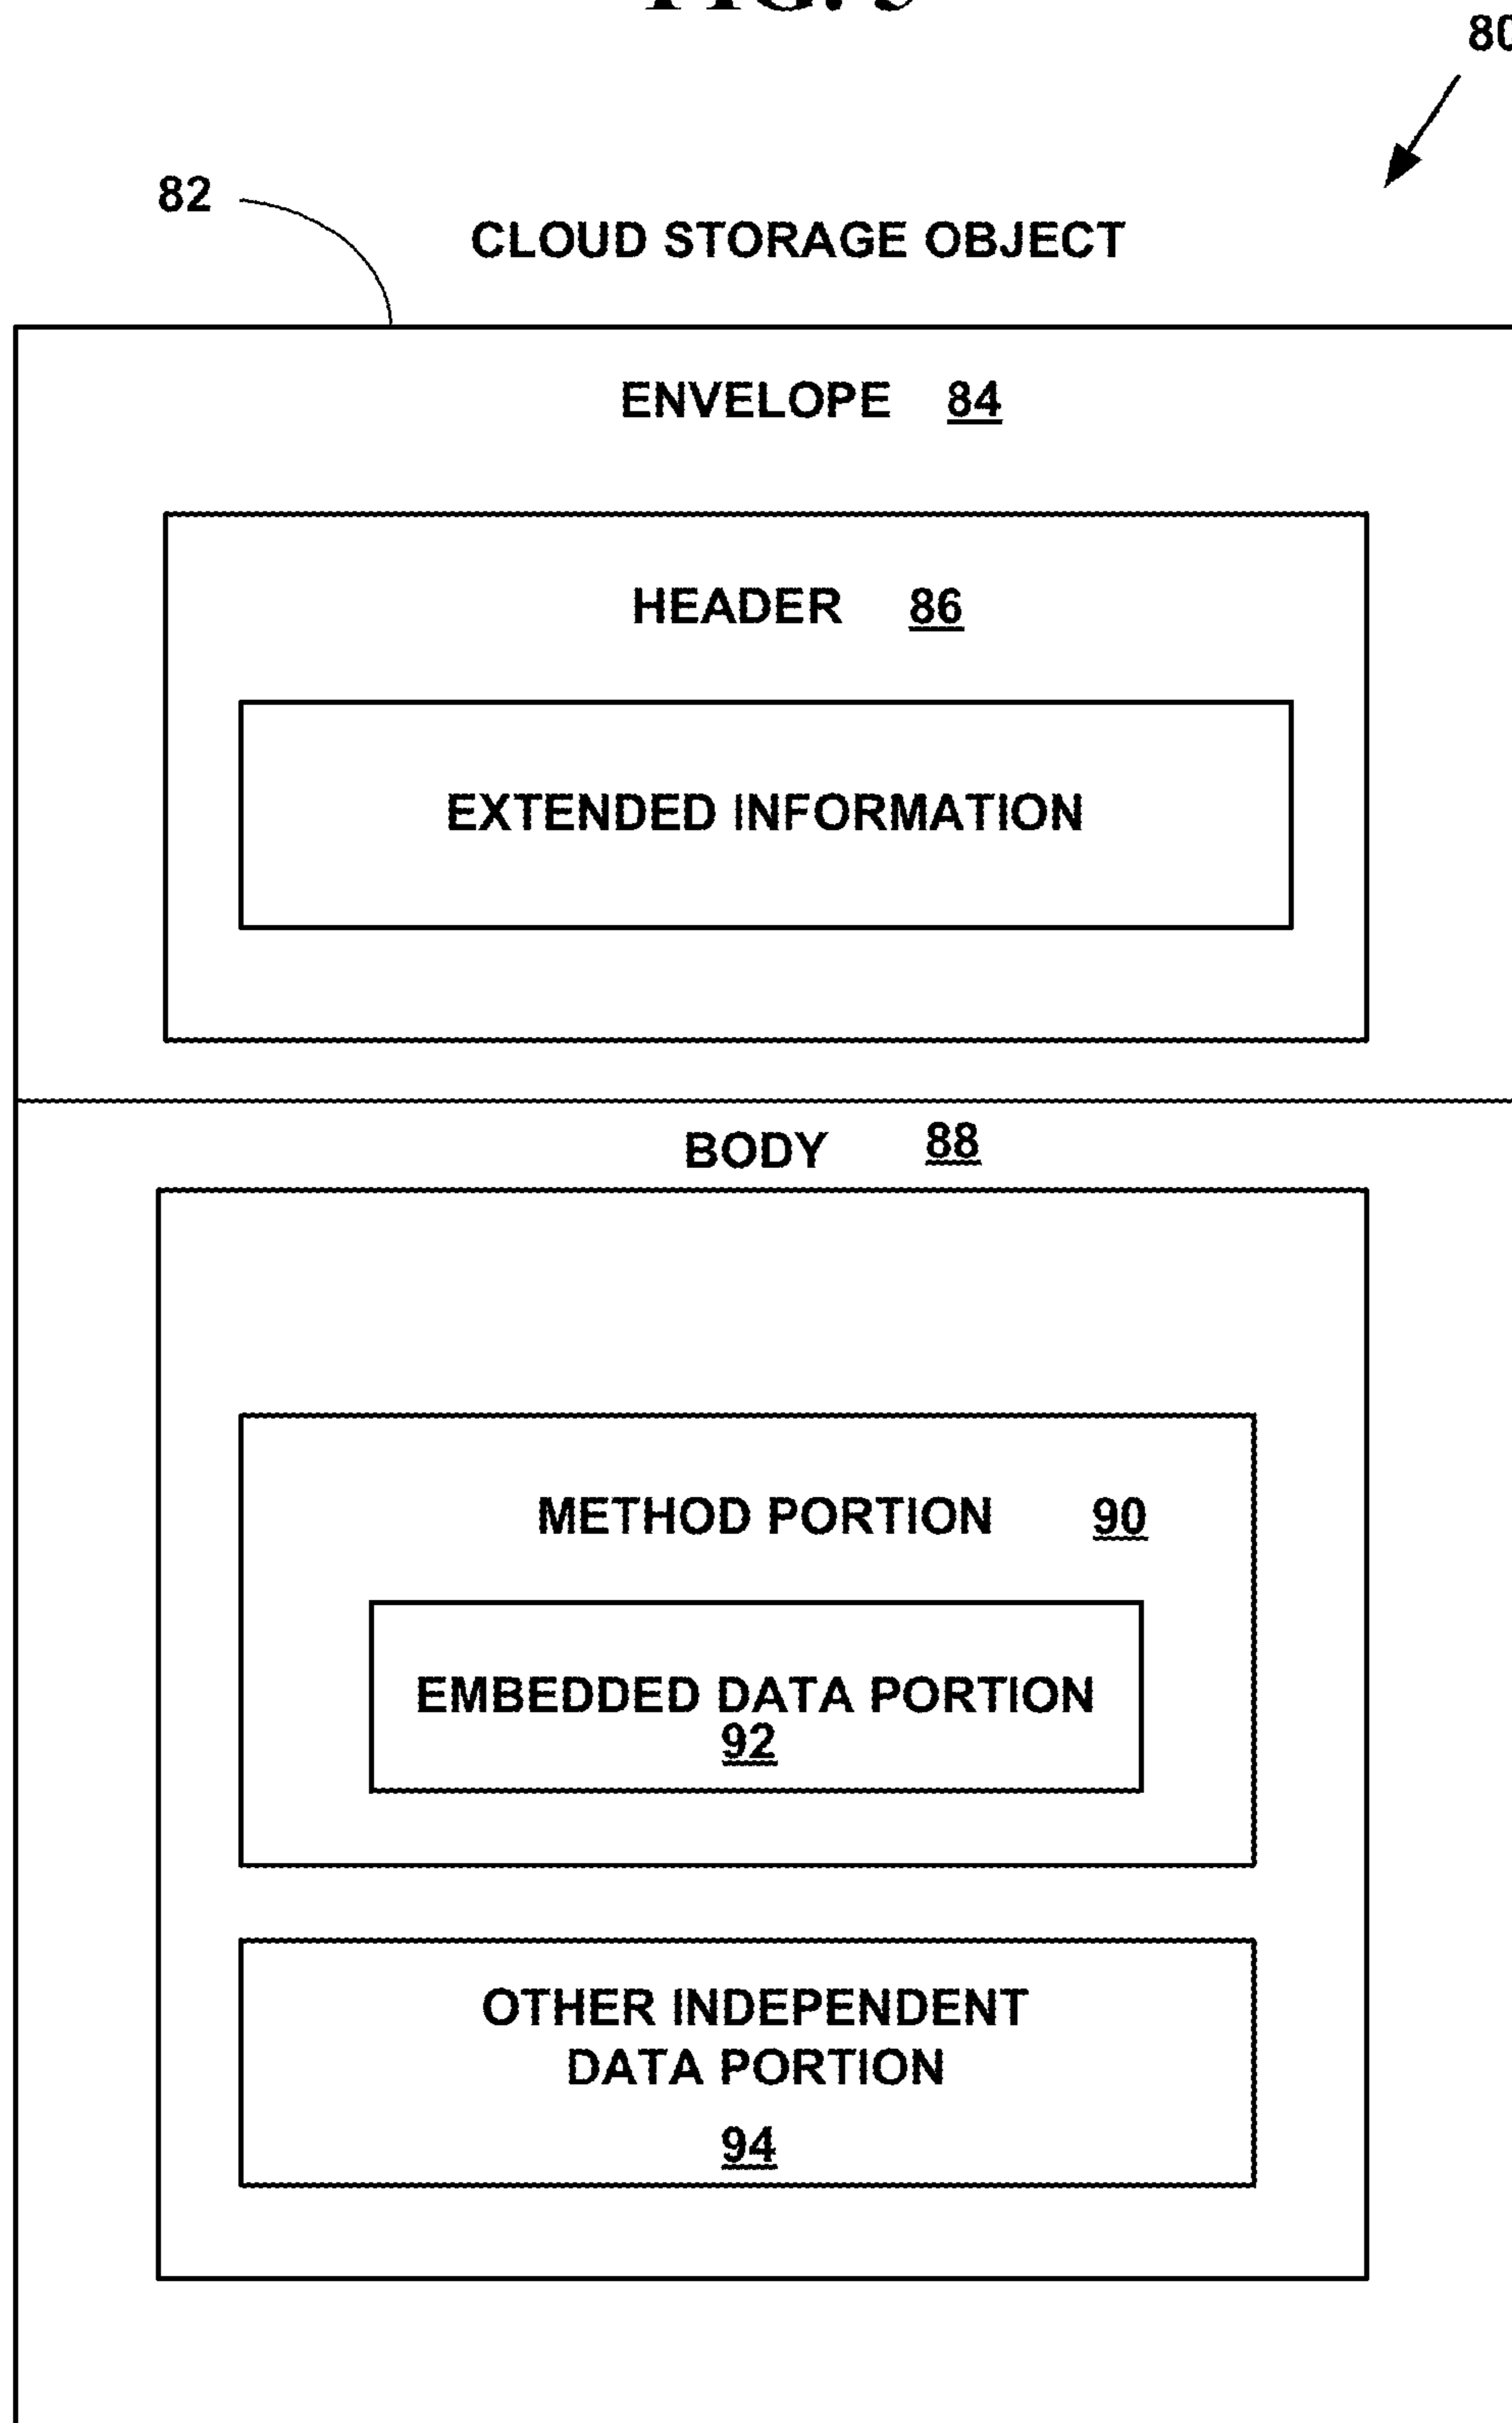 80
82
CLOUD STORAGE OBJECT
ENVELOPE 84
HEADER 86
EXTENDED INFORMATION
BODY 88
METHOD PORTION 90
EMBEDDED DATA PORTION
92
OTHER INDEPENDENT
DATA PORTION
94